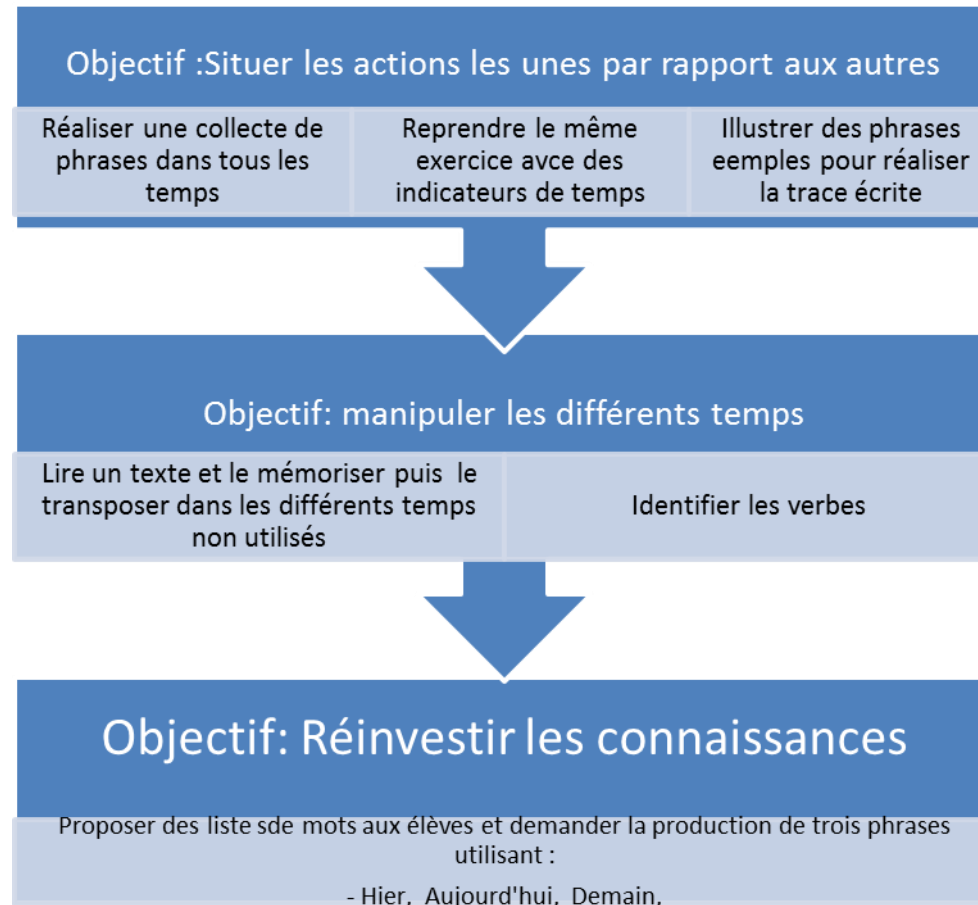 Objectif :Situer les actions les unes par rapport aux autres
Réaliser une collecte de
phrases dans tous les
temps
Reprendre le même
exercice avce des
indicateurs de temps
Illustrer des phrases
eemples pour réaliser
la trace écrite
Objectif: manipuler les différents temps
Lire un texte et le mémoriser puis le
transposer dans les différents temps
non utilisés
Identifier les verbes
Objectif: Réinvestir les connaissances
Proposer des liste sde mots aux élèves et demander la production de trois phrases
utilisant :
- Hier, Aujourd'hui, Demain,